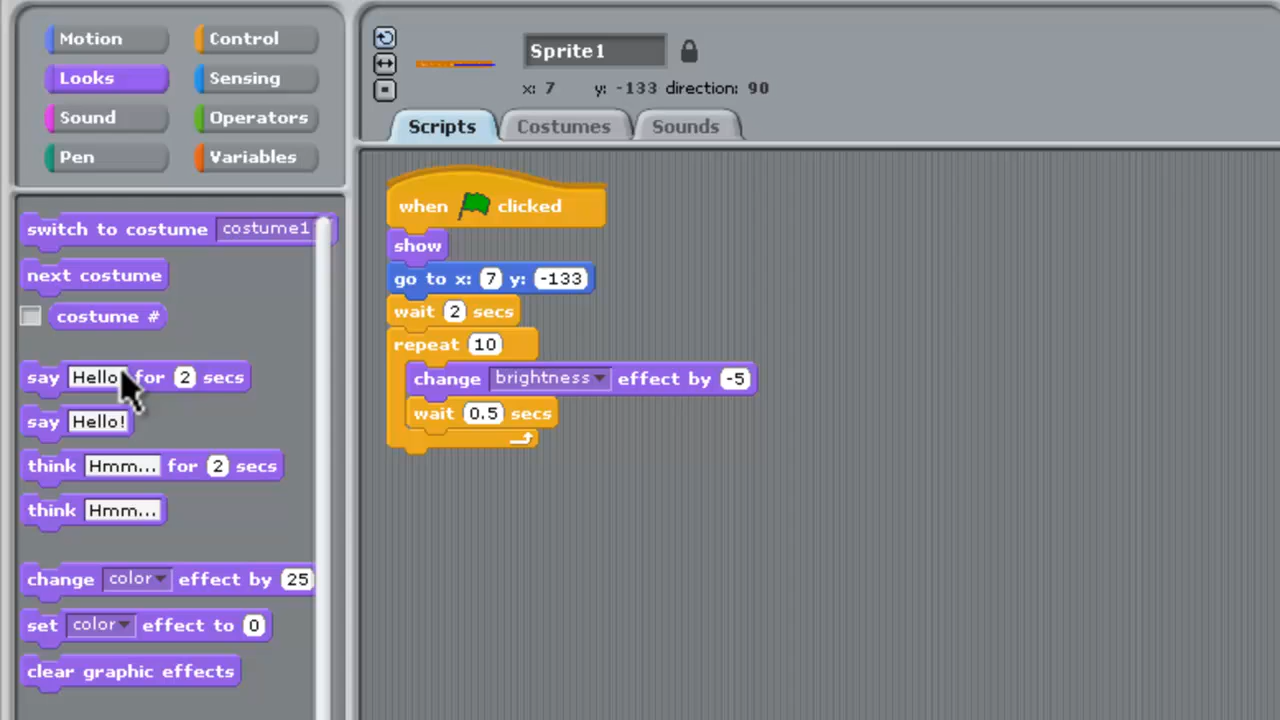 Motion
Control
Looks
Sensing
Sound
Operators
Pen
Variables
switch to costume costume1
next costume
costume #
say Hello for 2 secs
say Hello!
think Hmm... for 2 secs
think Hmm...
change color effect by 25
set color effect to 0
clear graphic effects
Sprite1
x: 7 y: -133 direction: 90
Scripts Costumes Sounds
when clicked
show
go to x: 7 y: -133
wait 2 secs
repeat 10
change brightness effect by -5
wait 0.5 secs